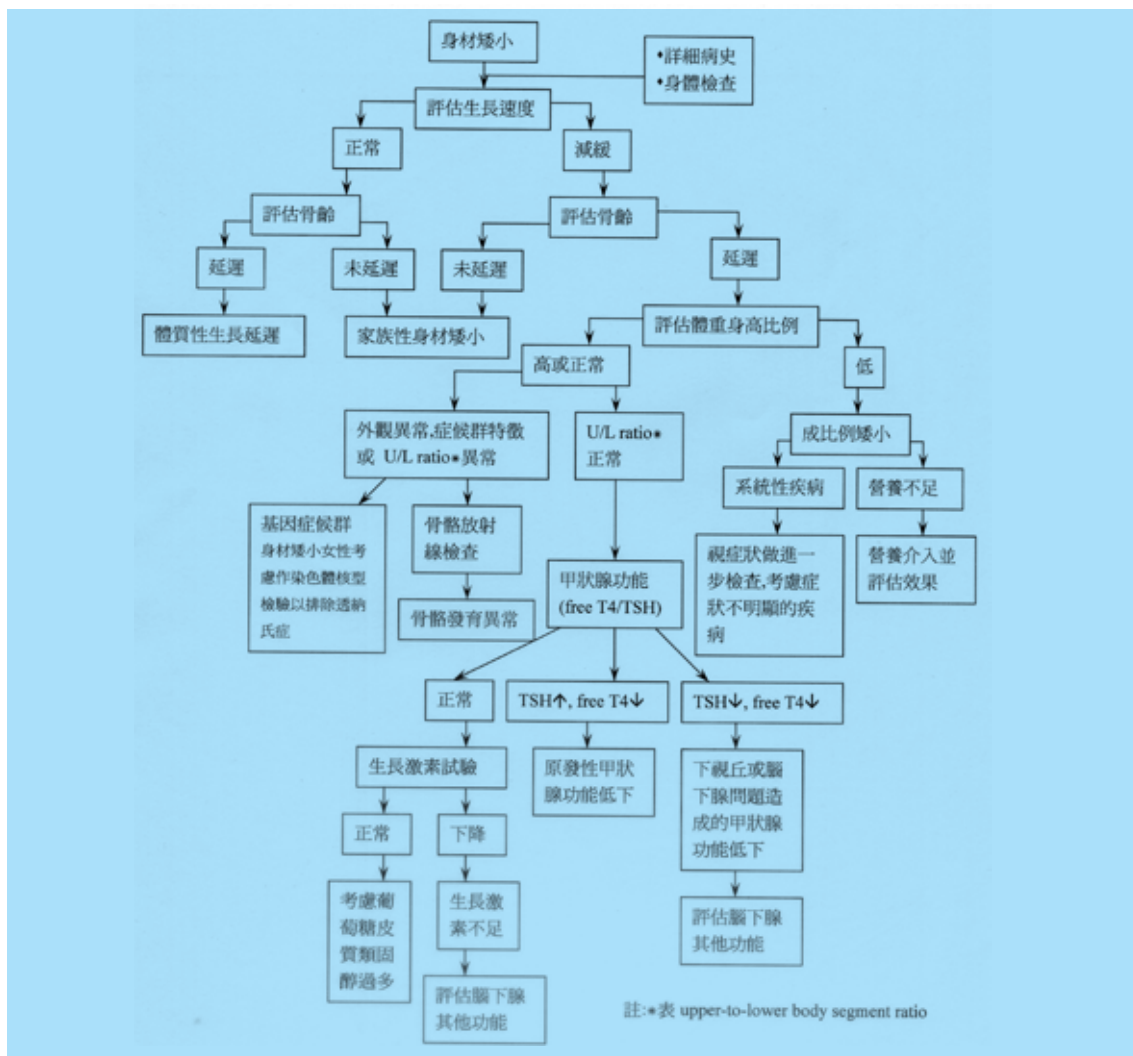 身材矮小
•詳細病史
•身體檢查
評估生長速度
正常
減緩
評估骨齡
評估骨齡
延遲
未延遲
未延遲
延遲
體質性生長延遲
家族性身材矮小
評估體重身高比例
高或正常
低
外觀異常,症候群特徵
或 U/L ratio*異常
U/L ratio*
正常
成比例矮小
系統性疾病
營養不足
基因症候群
身材矮小女性考
慮作染色體核型
檢驗以排除透納
氏症
骨骼放射
線檢查
骨骼發育異常
甲狀腺功能
(free T4/TSH)
視症狀做進一
步檢查,考慮症
狀不明顯的疾
病
營養介入並
評估效果
正常
TSH↑, free T4↓
TSH↓, free T4↓
生長激素試驗
原發性甲狀
腺功能低下
下視丘或腦
下腺問題造
成的甲狀腺
功能低下
正常
下降
考慮葡
萄糖皮
質類固
醇過多
生長激
素不足
評估腦下腺
其他功能
評估腦下腺
其他功能
註:*表 upper-to-lower body segment ratio